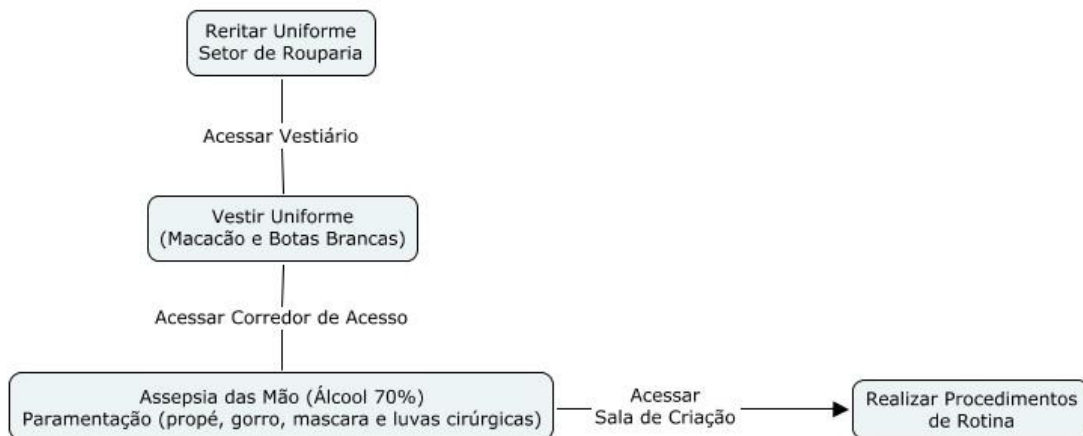 Reritar Uniforme
Setor de Rouparia
Acessar Vestiário
Vestir Uniforme
(Macacão e Botas Brancas)
Acessar Corredor de Acesso
Assepsia das Mão (Álcool 70%)
Paramentação (propé, gorro, mascara e luvas cirúrgicas)
Acessar
Sala de Criação
Realizar Procedimentos
de Rotina